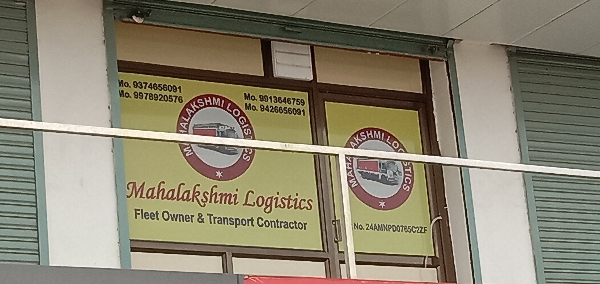 Mo. 9374656091
Mo. 9978920576
Mo. 9913646759
Mo. 9426656091
MAHALAKSHMI LOGISTICS
Mahalakshmi Logistics
Fleet Owner & Transport Contractor
MAHALAKSHMI LOGISTICS
No. 24AMNPD0765C2ZF